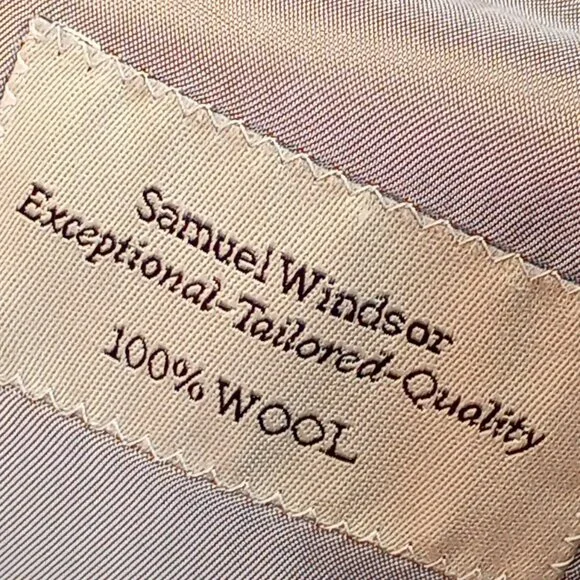 Samuel Windsor
Exceptional-Tailored-Quality
100% WOOL